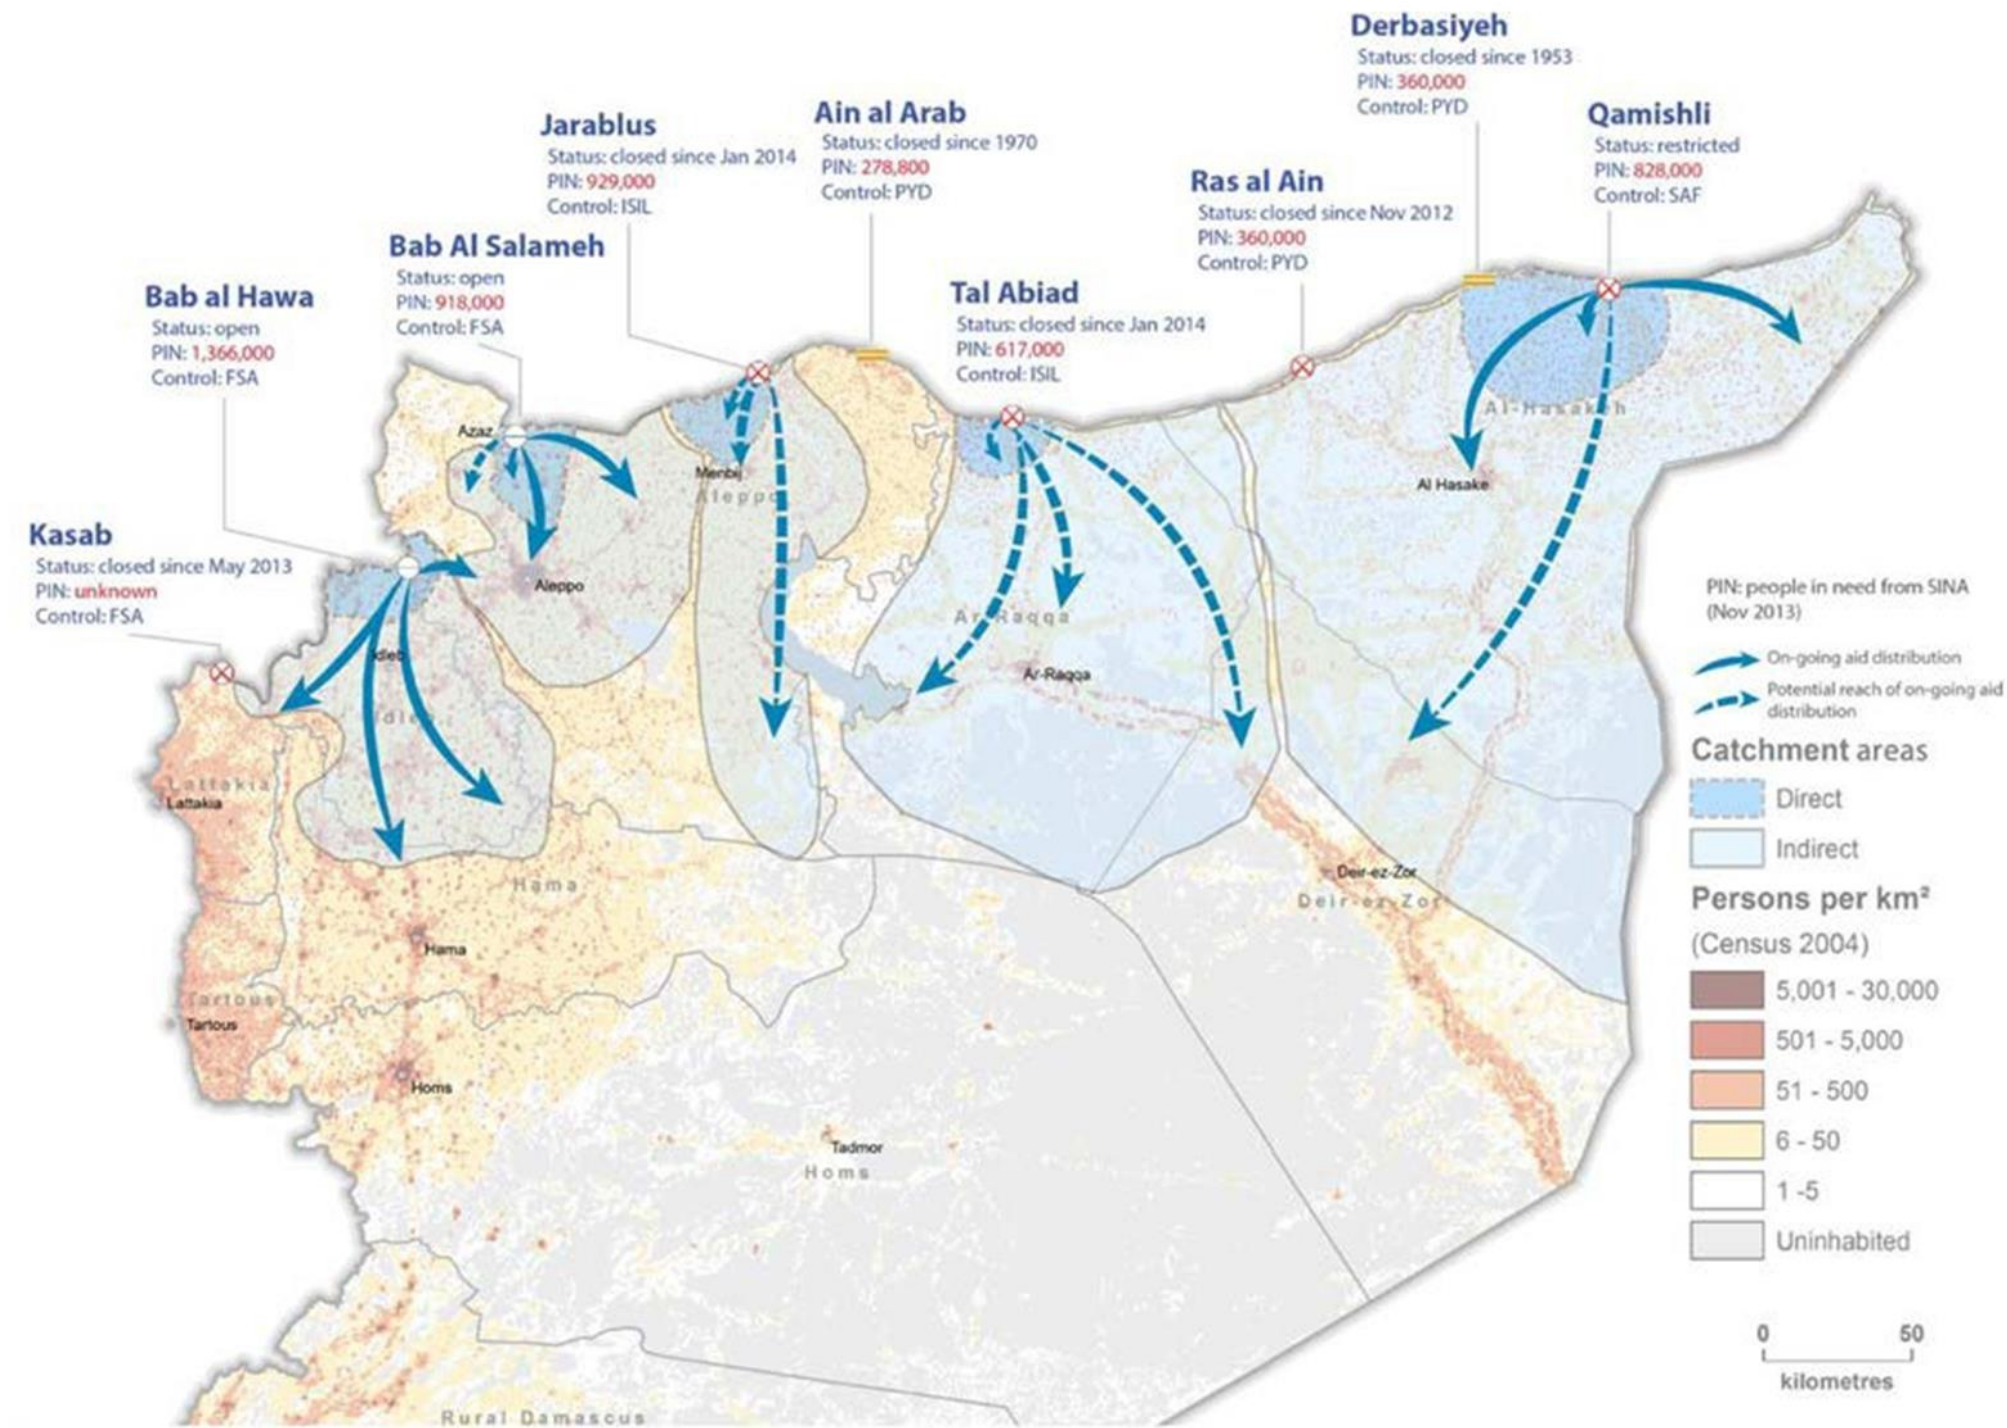 Derbasiyeh
Status: closed since 1953
PIN: 360,000
Control: PYD
Qamishli
Status: restricted
PIN: 828,000
Control: SAF
Ain al Arab
Status: closed since 1970
PIN: 278,800
Control: PYD
Jarablus
Status: closed since Jan 2014
PIN: 929,000
Control: ISIL
Ras al Ain
Status: closed since Nov 2012
PIN: 360,000
Control: PYD
Bab Al Salameh
Status: open
PIN: 918,000
Control: FSA
Tal Abiad
Status: closed since Jan 2014
PIN: 617,000
Control: ISIL
Bab al Hawa
Status: open
PIN: 1,366,000
Control: FSA
Kasab
Status: closed since May 2013
PIN: unknown
Control: FSA
Azaz
Menbij
Aleppo
Al-Hasakeh
Al Hasake
Aleppo
Ar-Raqqa
Ar-Raqqa
Idleb
Idleb
Lattakia
Lattakia
Hama
Hama
Deir-ez-Zor
Deir-ez-Zor
Tartous
Tartous
Homs
Tadmor
Homs
Rural Damascus
PIN: people in need from SINA
(Nov 2013)
On-going aid distribution
Potential reach of on-going aid
distribution
Catchment areas
Direct
Indirect
Persons per km²
(Census 2004)
5,001 - 30,000
501 - 5,000
51 - 500
6 - 50
1 -5
Uninhabited
0 50
kilometres